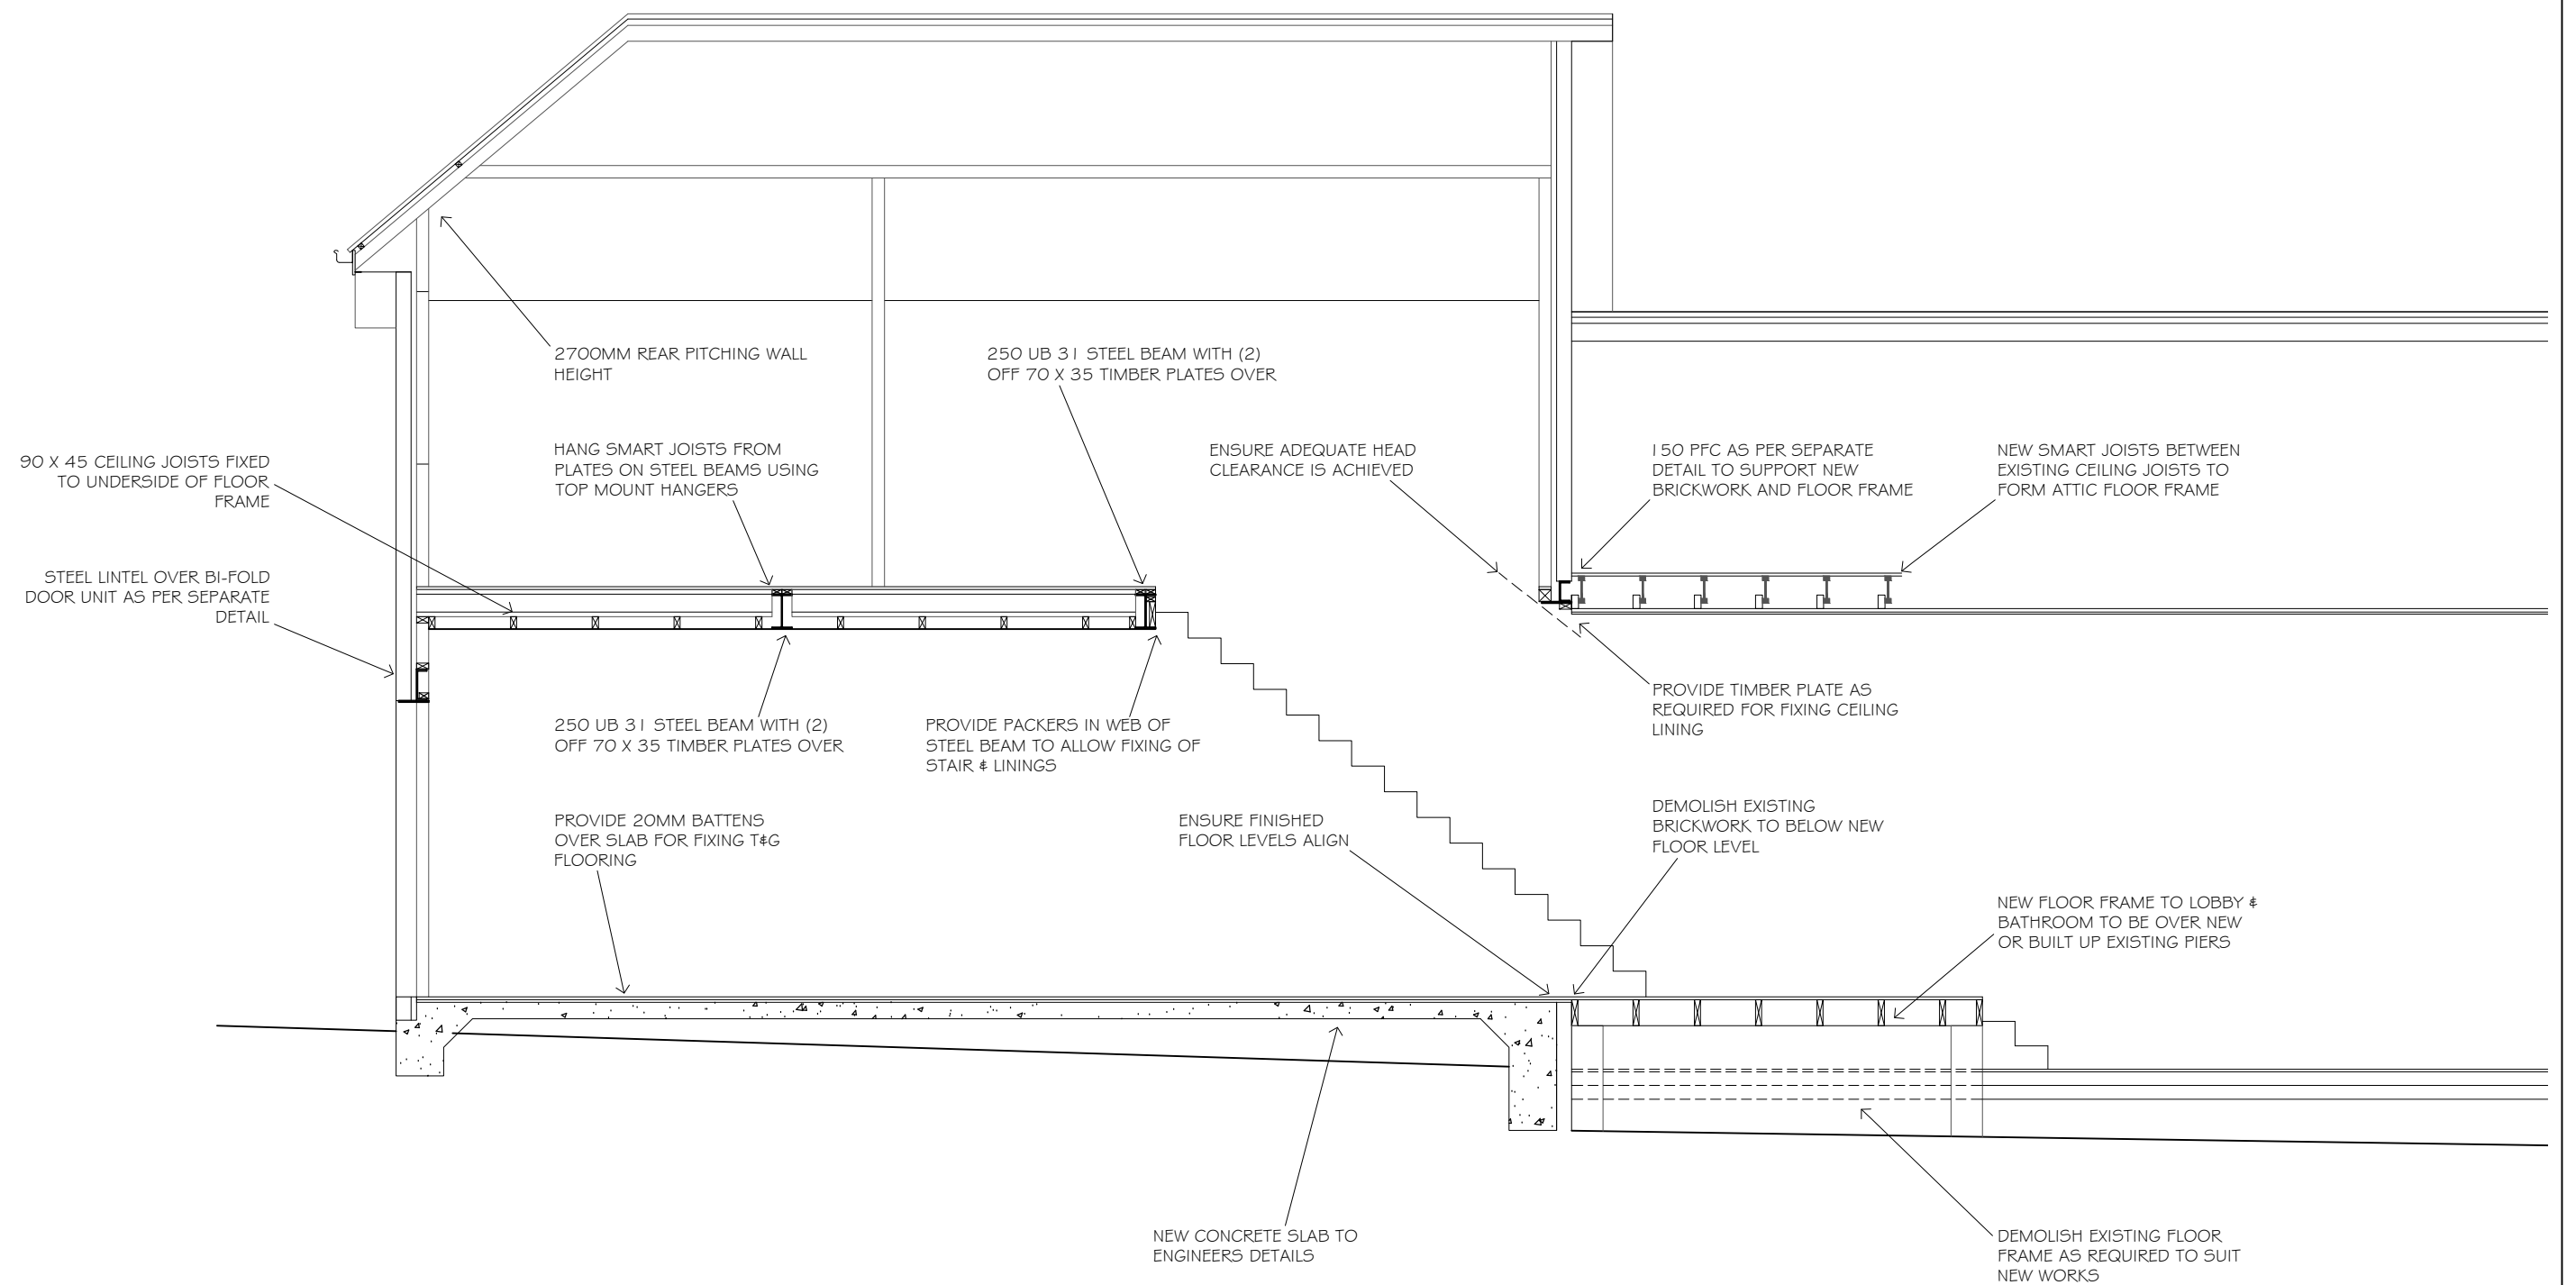 2700MM REAR PITCHING WALL
HEIGHT
250 UB 31 STEEL BEAM WITH (2)
OFF 70 X 35 TIMBER PLATES OVER
90 X 45 CEILING JOISTS FIXED
TO UNDERSIDE OF FLOOR
FRAME
HANG SMART JOISTS FROM
PLATES ON STEEL BEAMS USING
TOP MOUNT HANGERS
ENSURE ADEQUATE HEAD
CLEARANCE IS ACHIEVED
150 PFC AS PER SEPARATE
DETAIL TO SUPPORT NEW
BRICKWORK AND FLOOR FRAME
NEW SMART JOISTS BETWEEN
EXISTING CEILING JOISTS TO
FORM ATTIC FLOOR FRAME
STEEL LINTEL OVER BI-FOLD
DOOR UNIT AS PER SEPARATE
DETAIL
250 UB 31 STEEL BEAM WITH (2)
OFF 70 X 35 TIMBER PLATES OVER
PROVIDE PACKERS IN WEB OF
STEEL BEAM TO ALLOW FIXING OF
STAIR & LININGS
PROVIDE TIMBER PLATE AS
REQUIRED FOR FIXING CEILING
LINING
PROVIDE 20MM BATTENS
OVER SLAB FOR FIXING T&G
FLOORING
ENSURE FINISHED
FLOOR LEVELS ALIGN
DEMOLISH EXISTING
BRICKWORK TO BELOW NEW
FLOOR LEVEL
NEW FLOOR FRAME TO LOBBY &
BATHROOM TO BE OVER NEW
OR BUILT UP EXISTING PIERS
NEW CONCRETE SLAB TO
ENGINEERS DETAILS
DEMOLISH EXISTING FLOOR
FRAME AS REQUIRED TO SUIT
NEW WORKS